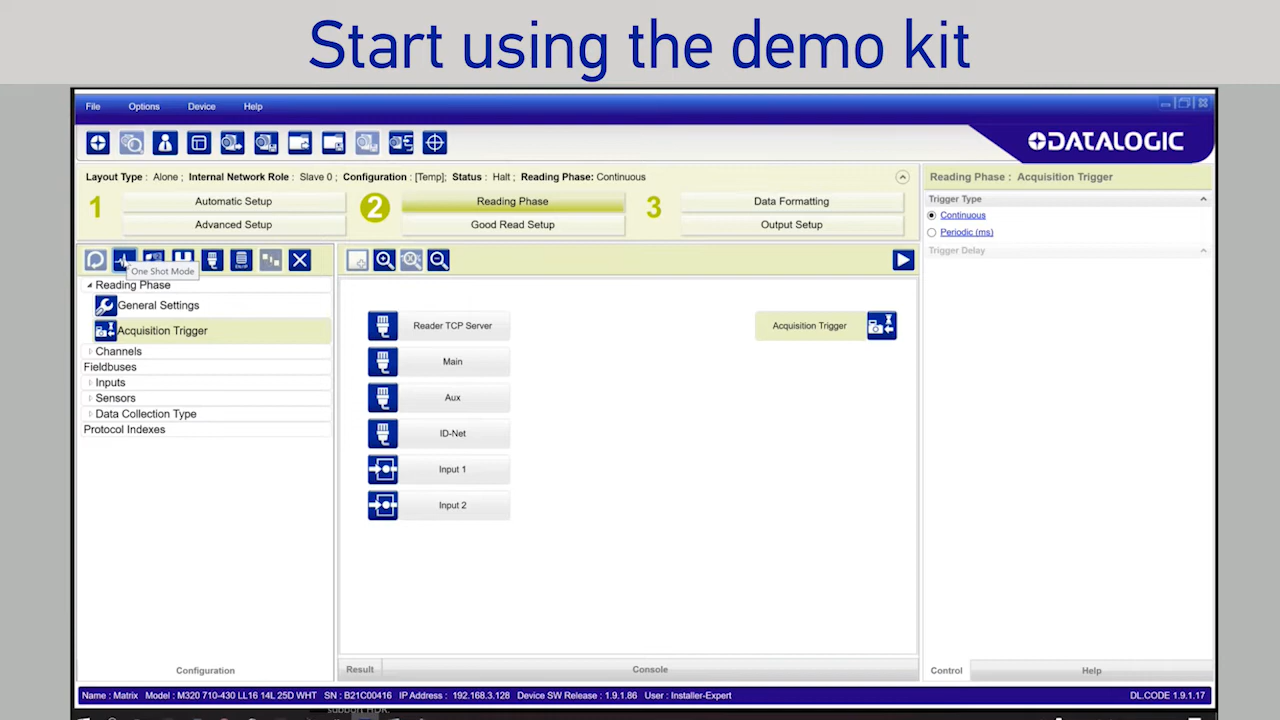 Start using the demo kit
File Options Device Help
DATALOGIC
Layout Type : Alone ; Internal Network Role : Slave 0 ; Configuration : [Temp]; Status : Halt ; Reading Phase: Continuous
1 Automatic Setup
Advanced Setup
2 Reading Phase
Good Read Setup
3 Data Formatting
Output Setup
One Shot Mode
Reading Phase
General Settings
Acquisition Trigger
Channels
Fieldbuses
Inputs
Sensors
Data Collection Type
Protocol Indexes
Configuration
Reader TCP Server
Main
Aux
ID-Net
Input 1
Input 2
Acquisition Trigger
Result
Console
Reading Phase : Acquisition Trigger
Trigger Type
Continuous
Periodic (ms)
Trigger Delay
Control
Help
Name : Matrix Model : M320 710-430 LL16 14L 25D WHT SN : B21C00416 IP Address : 192.168.3.128 Device SW Release : 1.9.1.86 User : Installer-Expert
DL.CODE 1.9.1.17
support HDR.